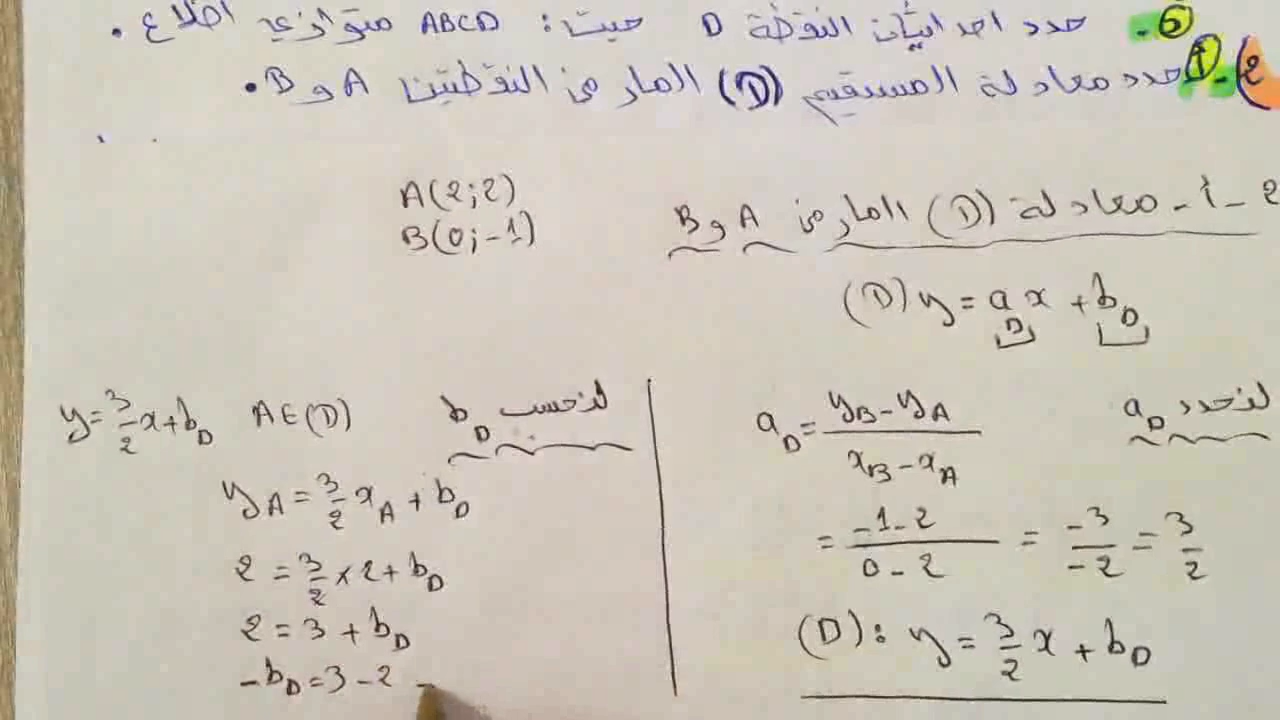 6- حدد احداثيات النقطة D حيت: ABCD متوازي اضلاع.
2) 1- حدد معادلة المستقيم (D) المار من النقطتين A و B.
2-1- معادلة (D) المار من A و B
A(2;2)
B(0;-1)
(D) y = a_D x + b_D
لنحدد a_D
a_D = (y_B - y_A)/(x_B - x_A)
= (-1-2)/(0-2) = (-3)/(-2) = 3/2
(D): y = 3/2 x + b_D
لنحسب b_D
y = 3/2 x + b_D A∈(D)
y_A = 3/2 x_A + b_D
2 = 3/2 × 2 + b_D
2 = 3 + b_D
-b_D = 3 - 2